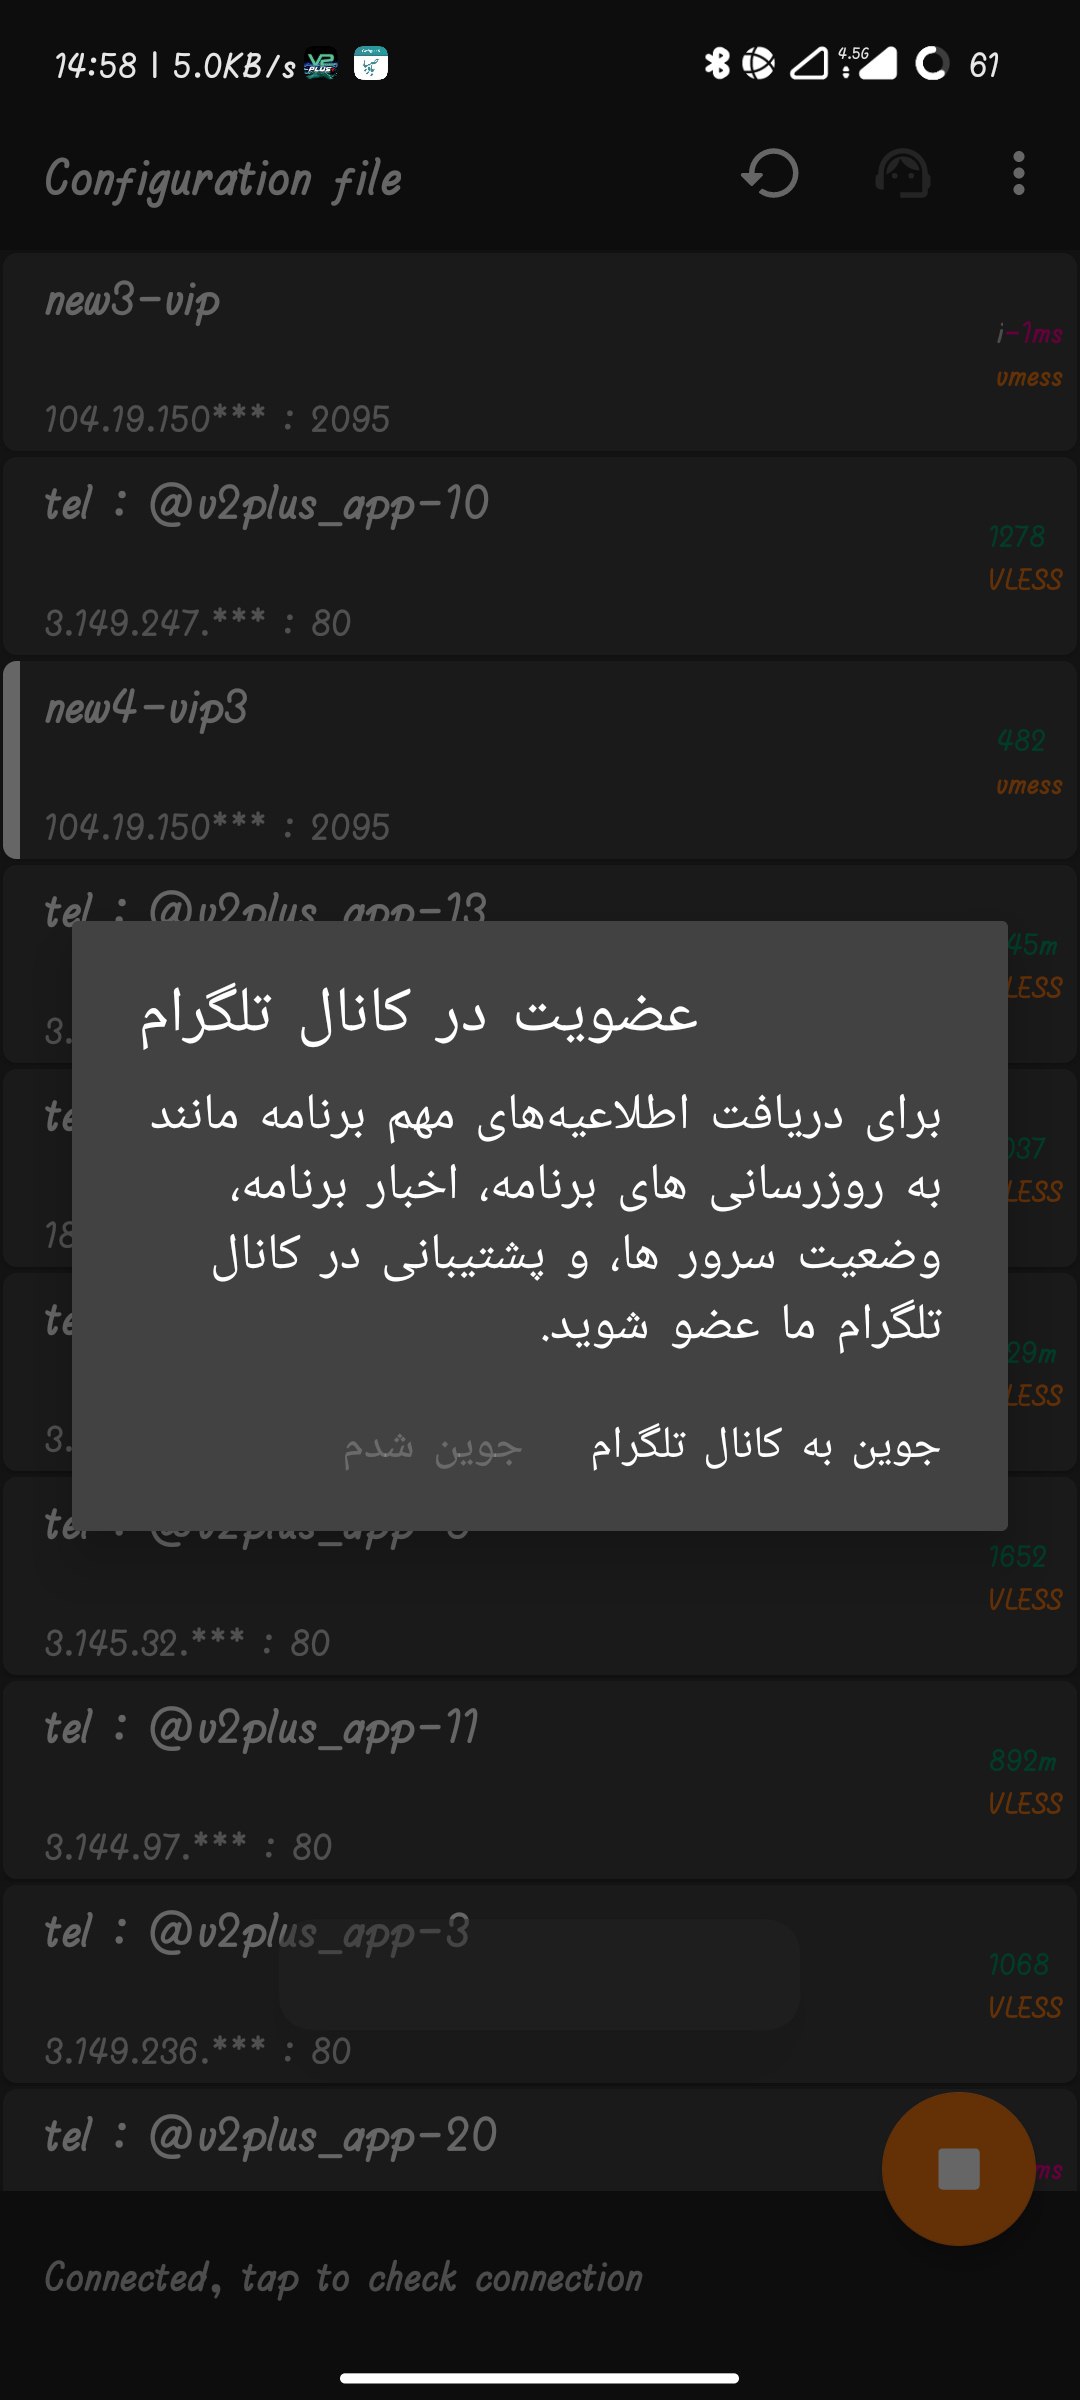 14:58 | 5.0KB/s
4.5G
61
Configuration file
new3-vip
i-1ms
vmess
104.19.150*** : 2095
tel : @v2plus_app-10
1278
VLESS
3.149.247.*** : 80
new4-vip3
482
vmess
104.19.150*** : 2095
tel : @v2plus_app-13
45m
LESS
3.
عضویت در کانال تلگرام
برای دریافت اطلاعیه‌های مهم برنامه مانند
به روزرسانی های برنامه، اخبار برنامه،
وضعیت سرور ها، و پشتیبانی در کانال
تلگرام ما عضو شوید.
جوین به کانال تلگرام
جوین شدم
te
037
LESS
18
te
29m
LESS
3.
1652
VLESS
3.145.32.*** : 80
tel : @v2plus_app-11
892m
VLESS
3.144.97.*** : 80
tel : @v2plus_app-3
1068
VLESS
3.149.236.*** : 80
tel : @v2plus_app-20
ms
Connected, tap to check connection